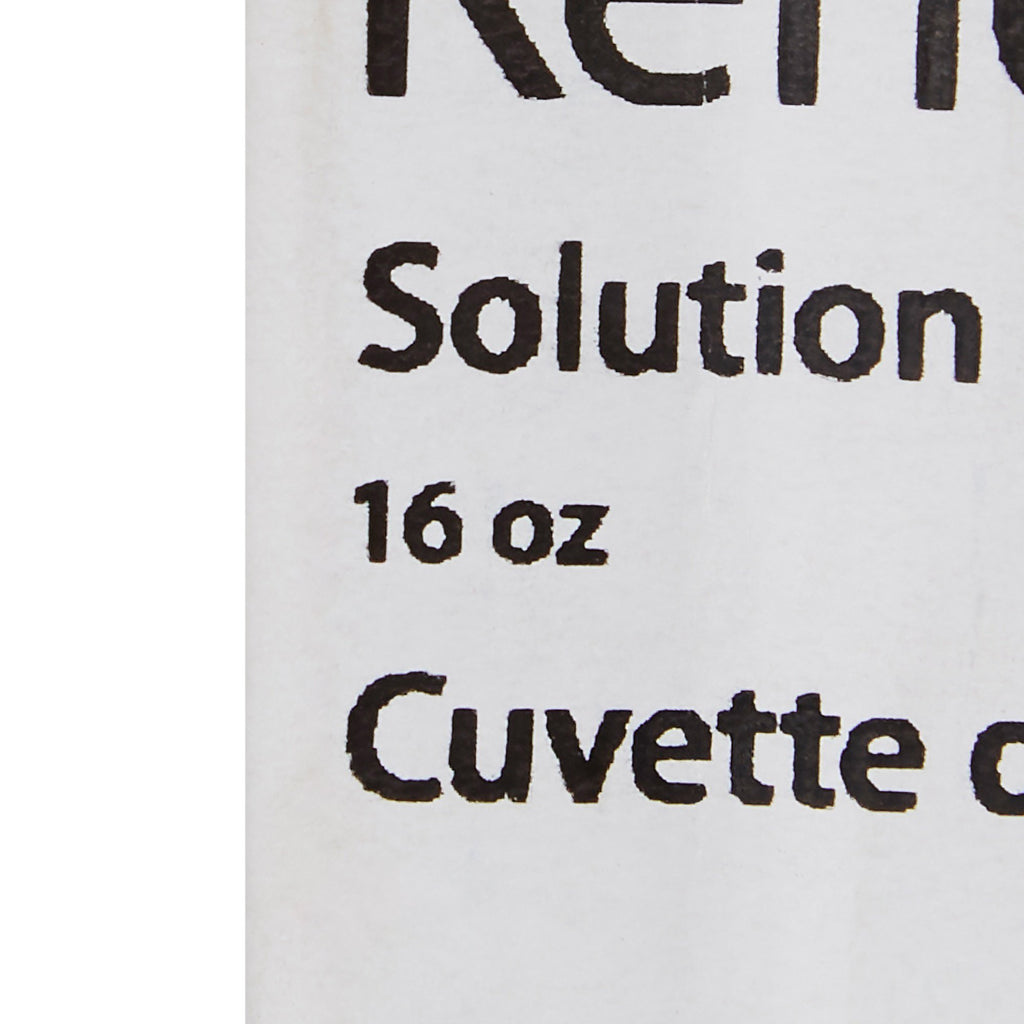 Solution
16 oz
Cuvette